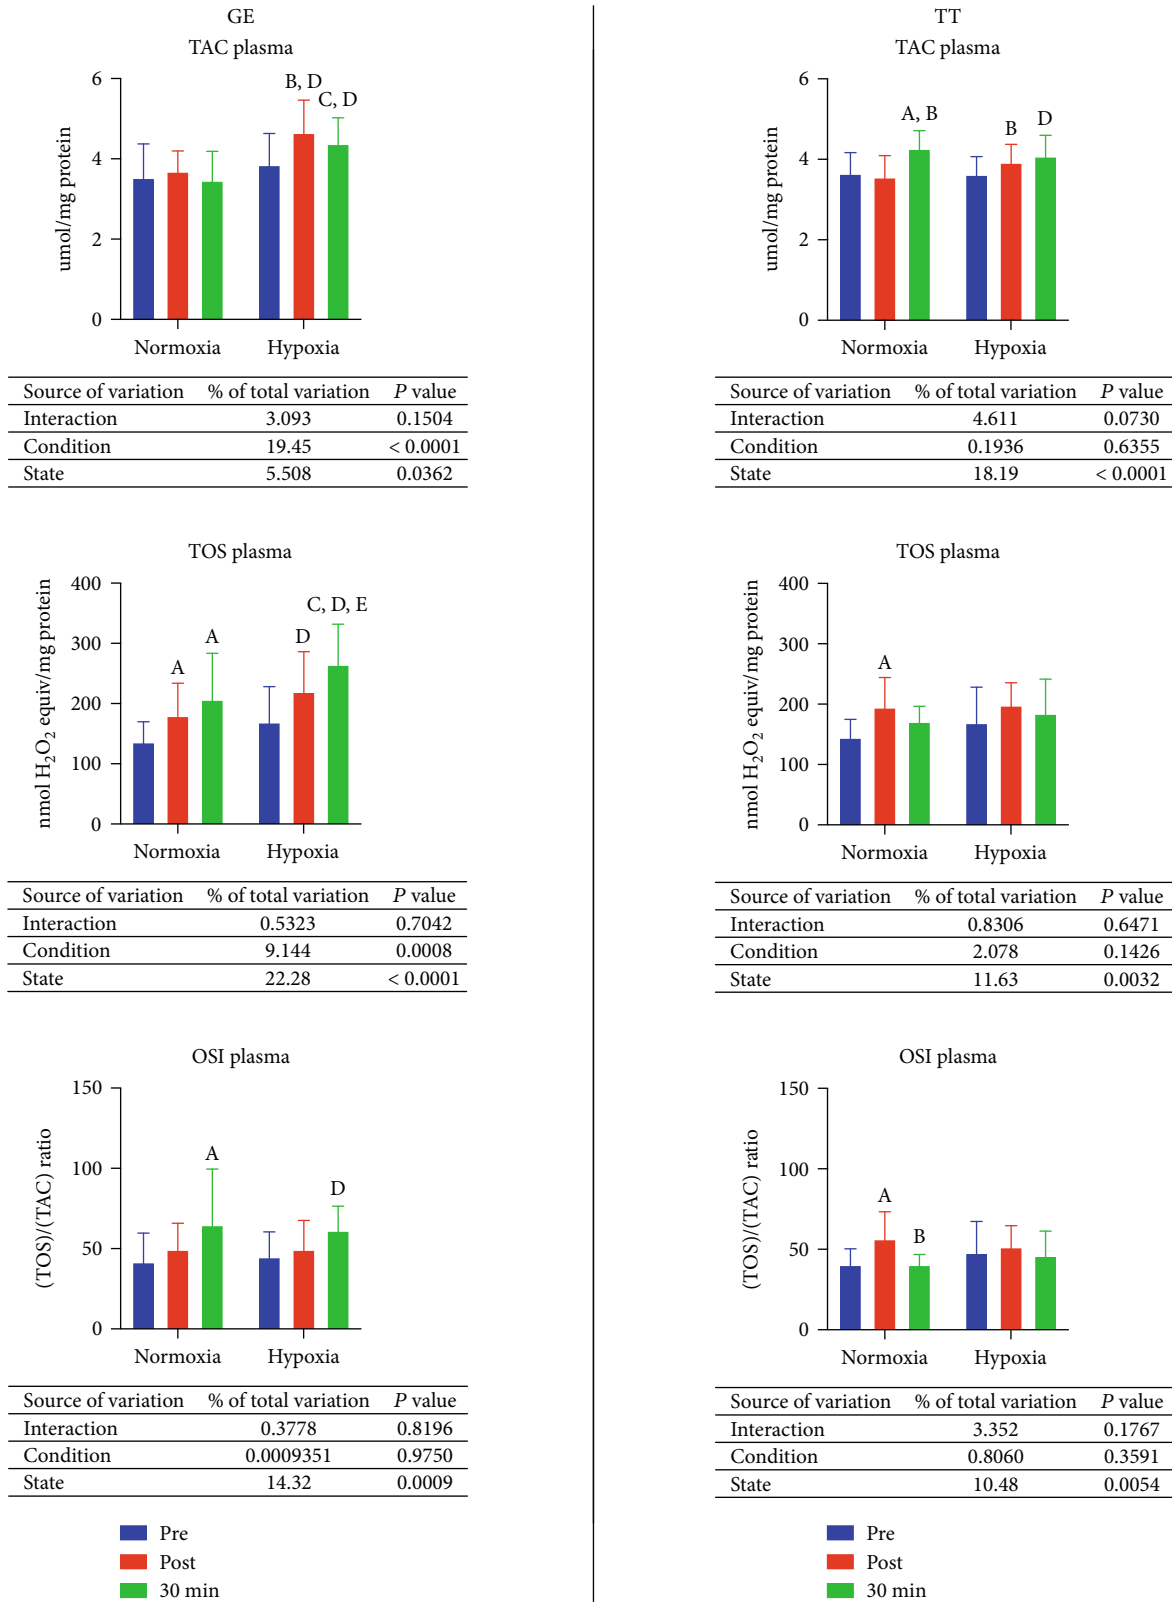 GE
TAC plasma
umol/mg protein
6
4
2
0
B, D
C, D
Normoxia Hypoxia
Source of variation % of total variation P value
Interaction 3.093 0.1504
Condition 19.45 < 0.0001
State 5.508 0.0362
TOS plasma
nmol H₂O₂ equiv/mg protein
400
300
200
100
0
A
A
D
C, D, E
Normoxia Hypoxia
Source of variation % of total variation P value
Interaction 0.5323 0.7042
Condition 9.144 0.0008
State 22.28 < 0.0001
OSI plasma
(TOS)/(TAC) ratio
150
100
50
0
A
D
Normoxia Hypoxia
Source of variation % of total variation P value
Interaction 0.3778 0.8196
Condition 0.0009351 0.9750
State 14.32 0.0009
Pre
Post
30 min
TT
TAC plasma
umol/mg protein
6
4
2
0
A, B
B
D
Normoxia Hypoxia
Source of variation % of total variation P value
Interaction 4.611 0.0730
Condition 0.1936 0.6355
State 18.19 < 0.0001
TOS plasma
nmol H₂O₂ equiv/mg protein
400
300
200
100
0
A
Normoxia Hypoxia
Source of variation % of total variation P value
Interaction 0.8306 0.6471
Condition 2.078 0.1426
State 11.63 0.0032
OSI plasma
(TOS)/(TAC) ratio
150
100
50
0
A
B
Normoxia Hypoxia
Source of variation % of total variation P value
Interaction 3.352 0.1767
Condition 0.8060 0.3591
State 10.48 0.0054
Pre
Post
30 min